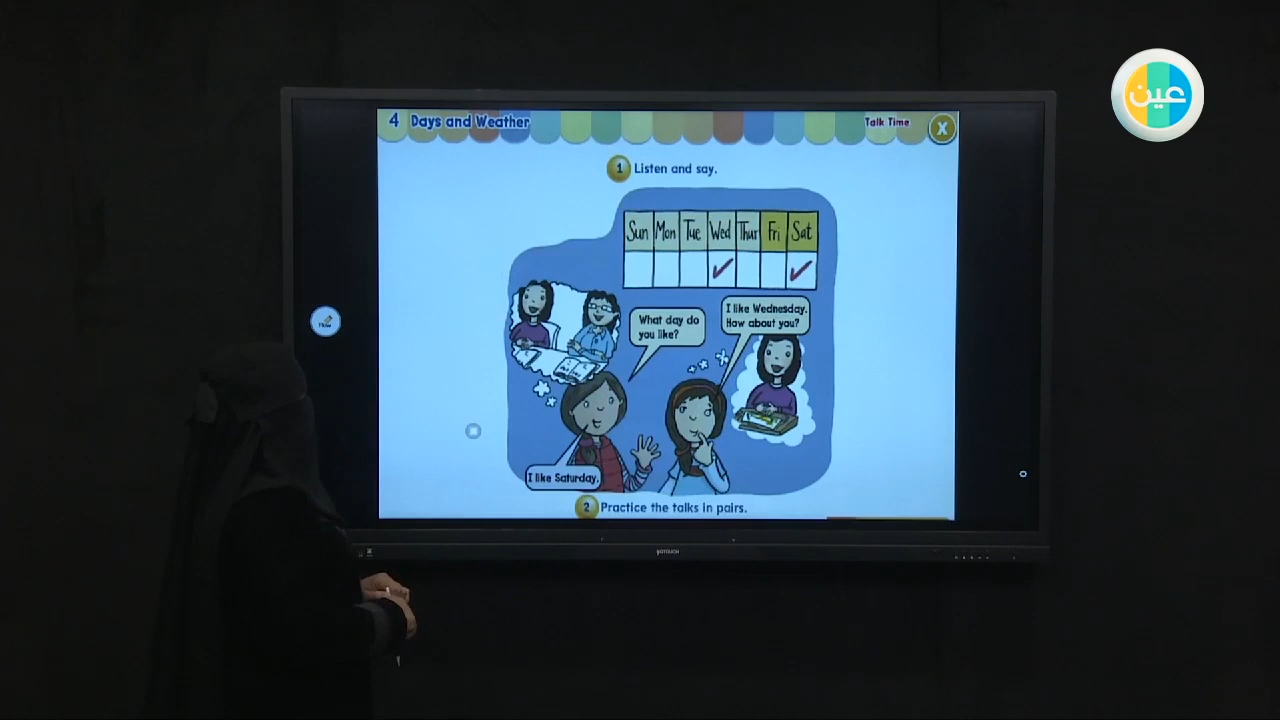 عين
4 Days and Weather
Talk Time
X
1 Listen and say.
Sun Mon Tue Wed Thur Fri Sat
What day do
you like?
I like Wednesday.
How about you?
I like Saturday.
2 Practice the talks in pairs.